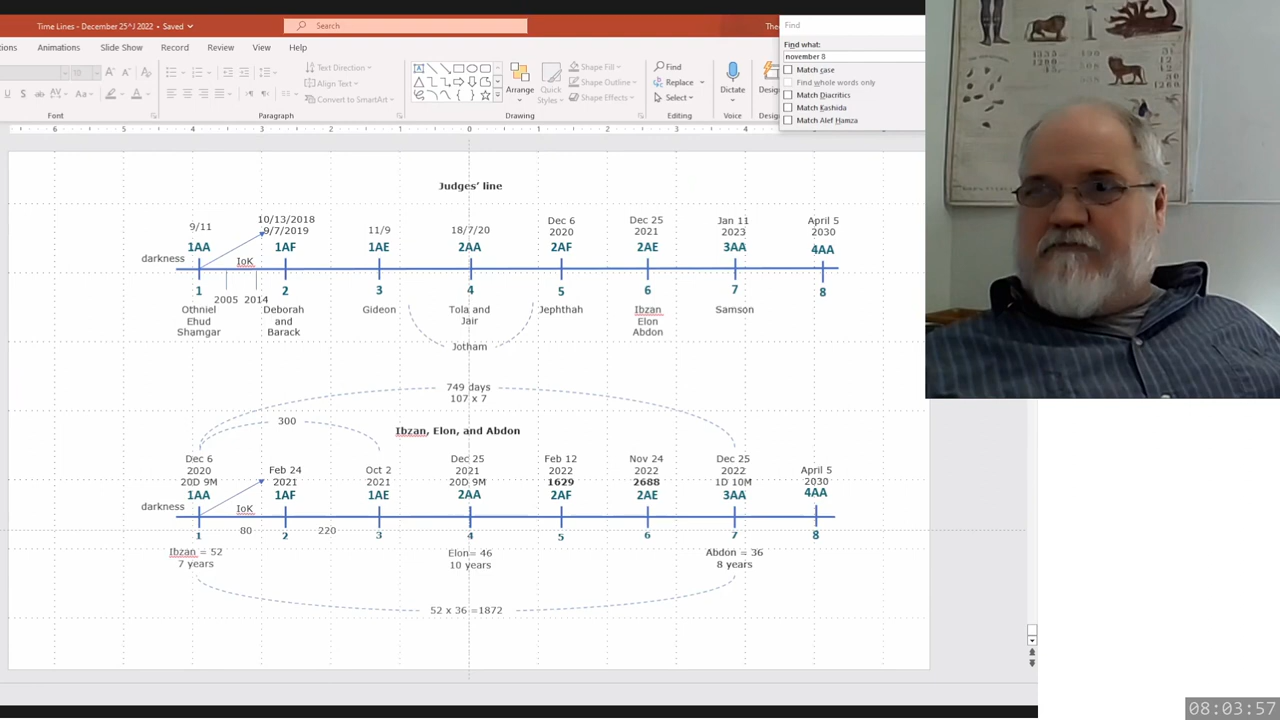 Time Lines - December 25^J 2022 • Saved
Search
Find
Animations
Slide Show
Record
Review
View
Help
Text Direction
Align Text
Convert to SmartArt
Arrange
Quick
Styles
Shape Fill
Shape Outline
Shape Effects
Find
Replace
Select
Dictate
Font
Paragraph
Drawing
Editing
Voice
Find what:
november 8
Match case
Find whole words only
Match Diacritics
Match Kashida
Match Alef Hamza
Judges' line
9/11
10/13/2018
9/7/2019
11/9
18/7/20
Dec 6
2020
Dec 25
2021
Jan 11
2023
April 5
2030
1AA 1AF 1AE 2AA 2AF 2AE 3AA 4AA
darkness
IoK
1 2 3 4 5 6 7 8
2005 2014
Othniel
Ehud
Shamgar
Deborah
and
Barack
Gideon
Tola and
Jair
Jephthah
Ibzan
Elon
Abdon
Samson
Jotham
749 days
107 x 7
300
Ibzan, Elon, and Abdon
Dec 6
2020
20D 9M
Feb 24
2021
Oct 2
2021
Dec 25
2021
20D 9M
Feb 12
2022
1629
Nov 24
2022
2688
Dec 25
2022
1D 10M
April 5
2030
1AA 1AF 1AE 2AA 2AF 2AE 3AA 4AA
darkness
IoK
80
220
1 2 3 4 5 6 7 8
Ibzan = 52
7 years
Elon= 46
10 years
Abdon = 36
8 years
52 x 36 =1872
08:03:57